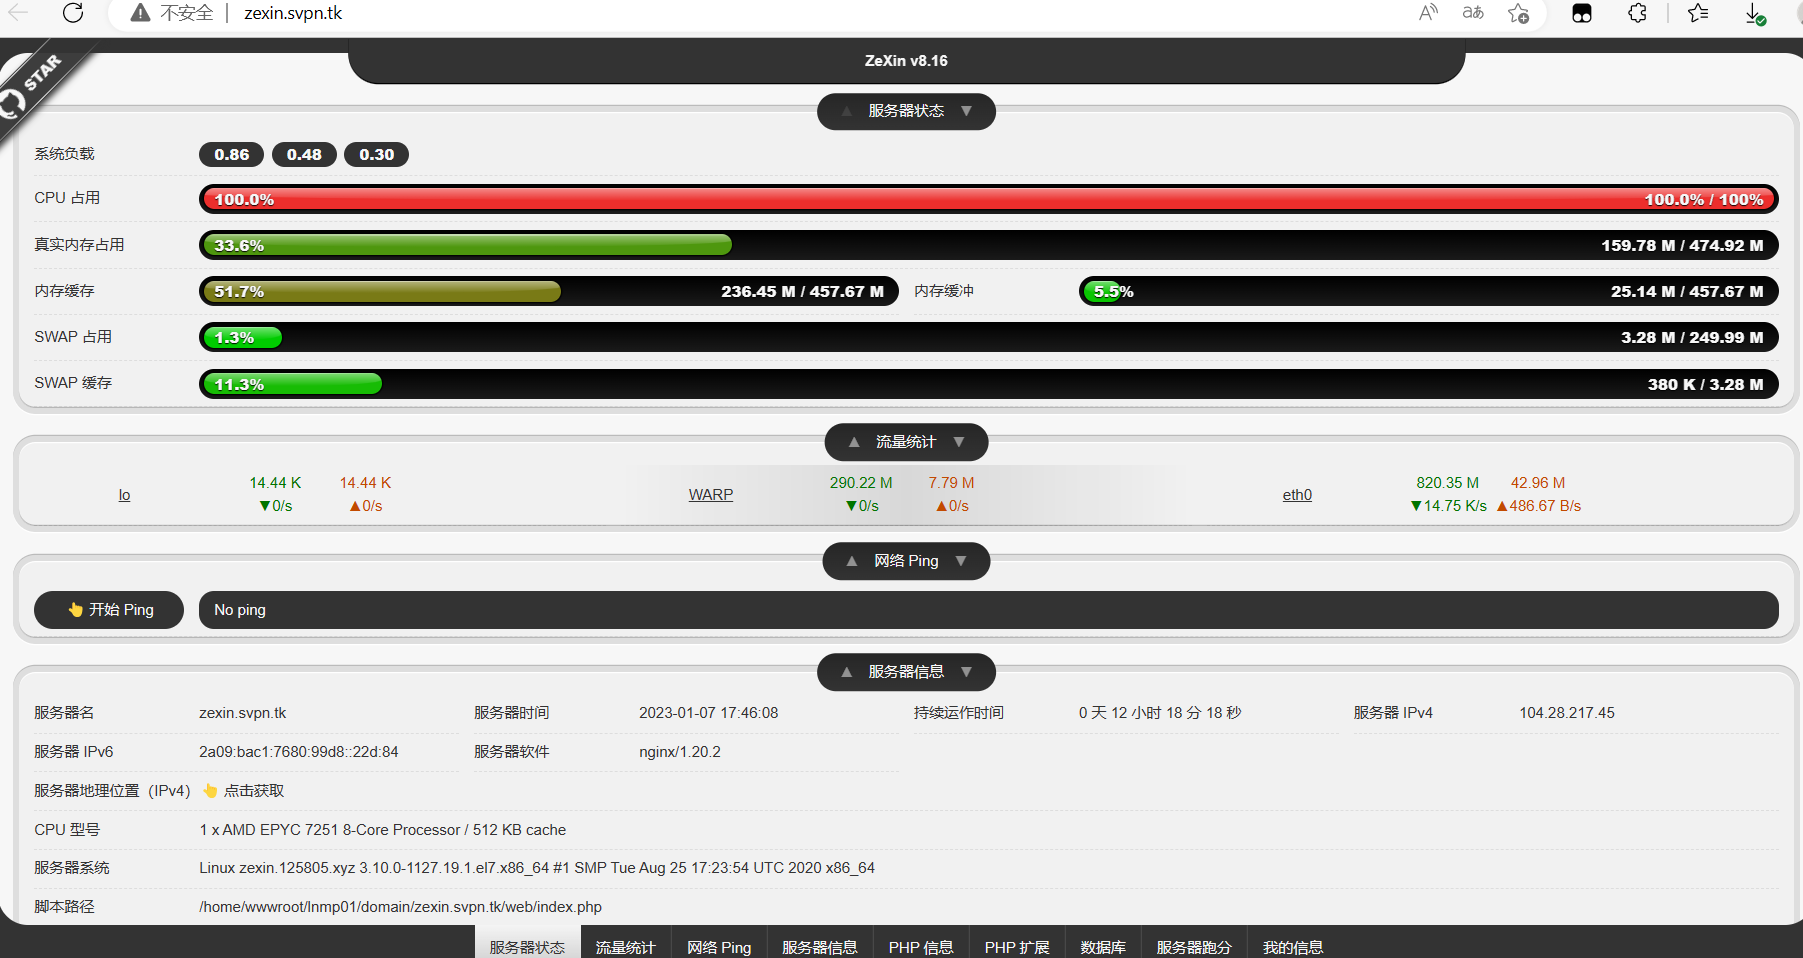 不安全 zexin.svpn.tk
STAR
ZeXin v8.16
▲ 服务器状态 ▼
系统负载 0.86 0.48 0.30
CPU 占用 100.0% 100.0% / 100%
真实内存占用 33.6% 159.78 M / 474.92 M
内存缓存 51.7% 236.45 M / 457.67 M 内存缓冲 5.5% 25.14 M / 457.67 M
SWAP 占用 1.3% 3.28 M / 249.99 M
SWAP 缓存 11.3% 380 K / 3.28 M
▲ 流量统计 ▼
lo 14.44 K 14.44 K WARP 290.22 M 7.79 M eth0 820.35 M 42.96 M
▼0/s ▲0/s ▼0/s ▲0/s ▼14.75 K/s ▲486.67 B/s
▲ 网络 Ping ▼
👆 开始 Ping No ping
▲ 服务器信息 ▼
服务器名 zexin.svpn.tk 服务器时间 2023-01-07 17:46:08 持续运作时间 0 天 12 小时 18 分 18 秒 服务器 IPv4 104.28.217.45
服务器 IPv6 2a09:bac1:7680:99d8::22d:84 服务器软件 nginx/1.20.2
服务器地理位置（IPv4） 👆 点击获取
CPU 型号 1 x AMD EPYC 7251 8-Core Processor / 512 KB cache
服务器系统 Linux zexin.125805.xyz 3.10.0-1127.19.1.el7.x86_64 #1 SMP Tue Aug 25 17:23:54 UTC 2020 x86_64
脚本路径 /home/wwwroot/lnmp01/domain/zexin.svpn.tk/web/index.php
服务器状态 流量统计 网络 Ping 服务器信息 PHP 信息 PHP 扩展 数据库 服务器跑分 我的信息